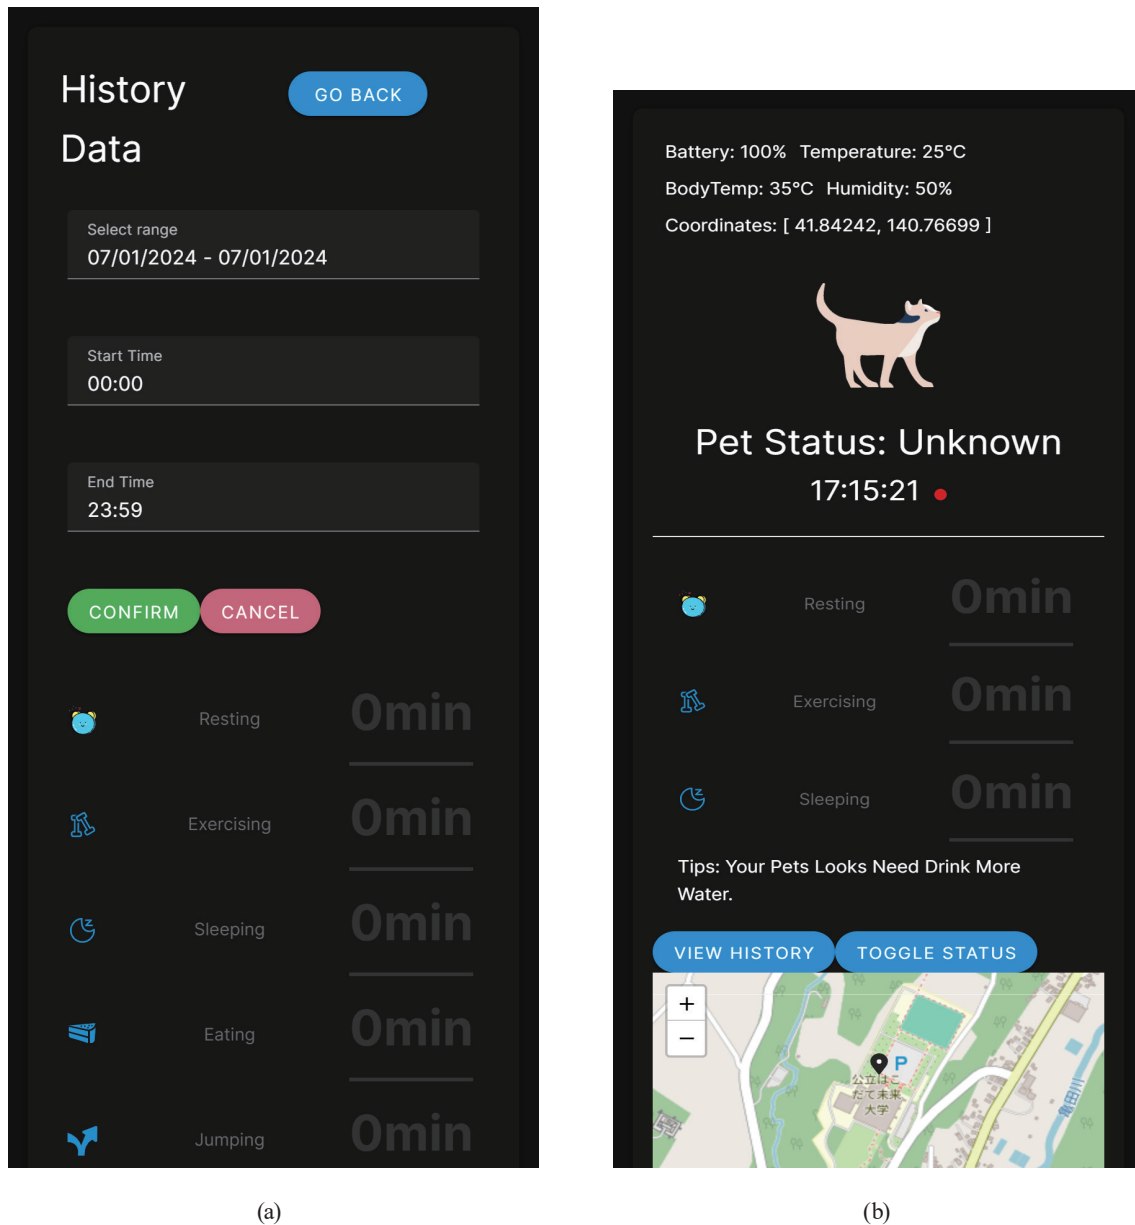 History
Data
GO BACK
Select range
07/01/2024 - 07/01/2024
Start Time
00:00
End Time
23:59
CONFIRM
CANCEL
Resting 0min
Exercising 0min
Sleeping 0min
Eating 0min
Jumping 0min
(a)
Battery: 100% Temperature: 25°C
BodyTemp: 35°C Humidity: 50%
Coordinates: [ 41.84242, 140.76699 ]
Pet Status: Unknown
17:15:21
Resting 0min
Exercising 0min
Sleeping 0min
Tips: Your Pets Looks Need Drink More
Water.
VIEW HISTORY
TOGGLE STATUS
+
−
P
公立はこ
だて未来
大学
亀田川
(b)